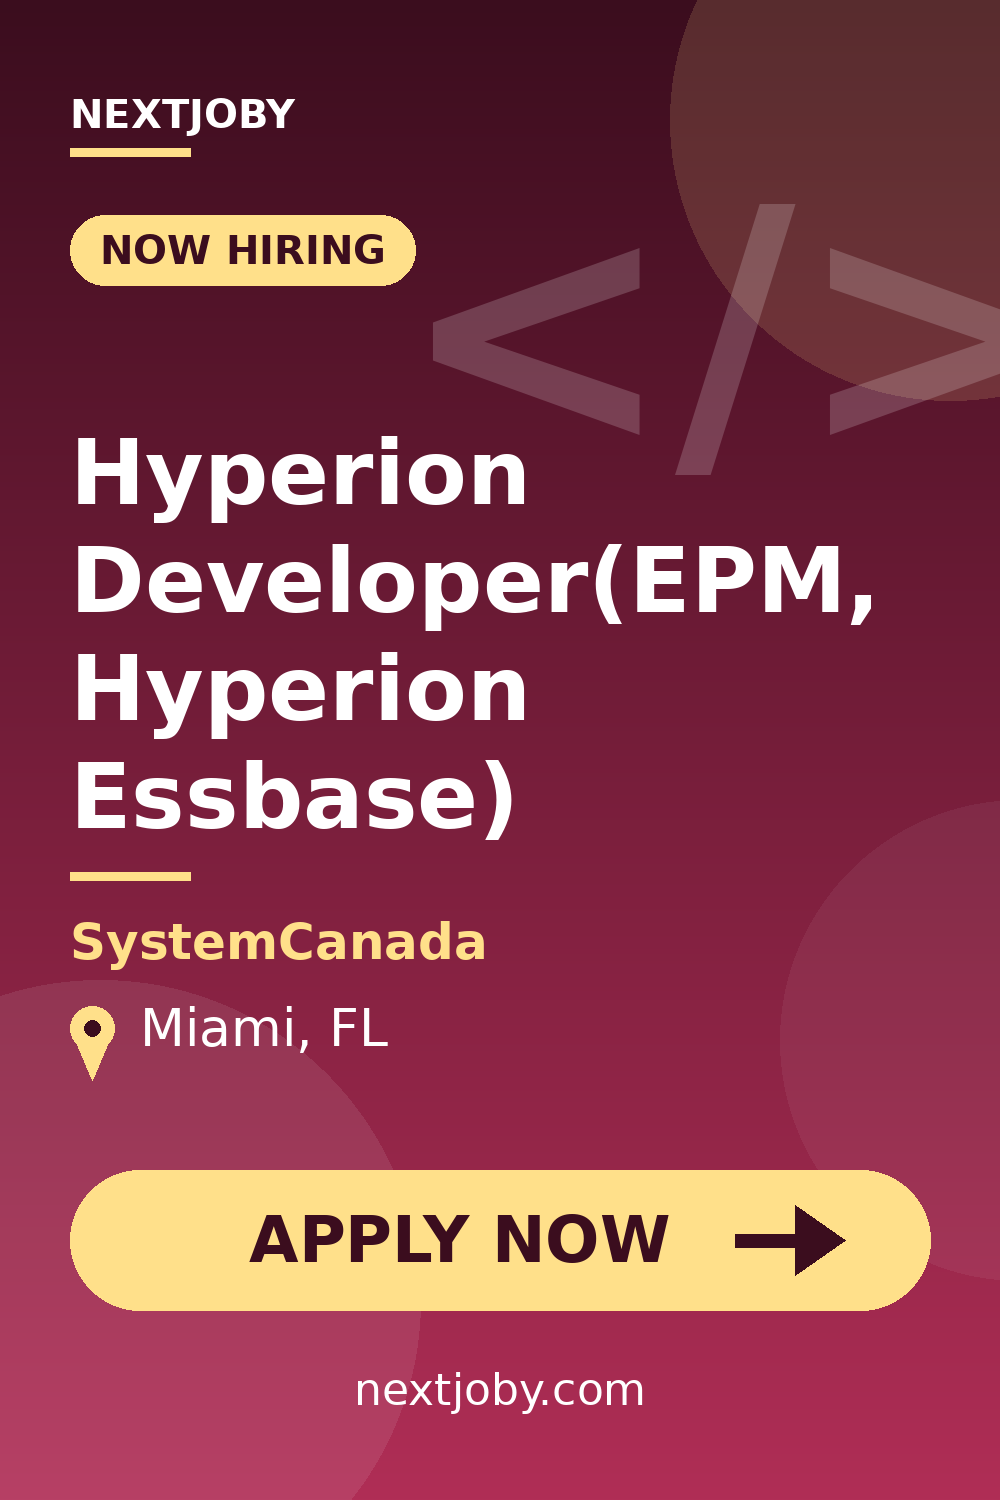 NEXTJOBY
NOW HIRING
</>
Hyperion
Developer(EPM,
Hyperion
Essbase)
SystemCanada
Miami, FL
APPLY NOW
nextjoby.com